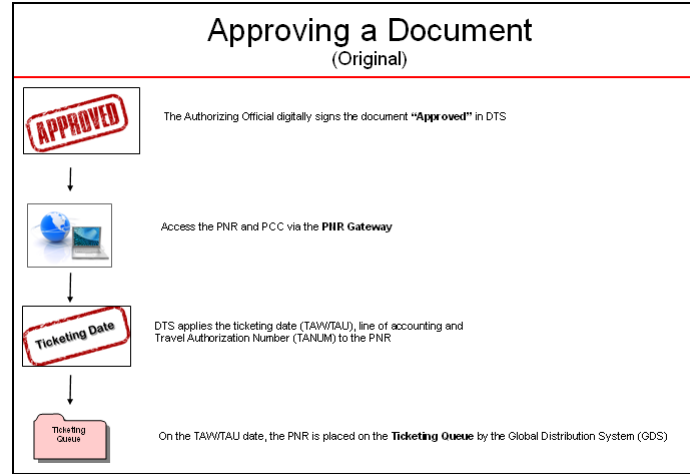 Approving a Document
(Original)
APPROVED
The Authorizing Official digitally signs the document “Approved” in DTS
Access the PNR and PCC via the PNR Gateway
Ticketing Date
DTS applies the ticketing date (TAW/TAU), line of accounting and
Travel Authorization Number (TANUM) to the PNR
Ticketing
Queue
On the TAW/TAU date, the PNR is placed on the Ticketing Queue by the Global Distribution System (GDS)